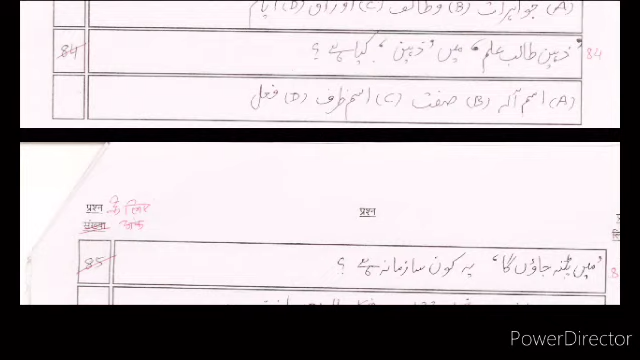 (A) جواہرات (B) وظائف (C) اوراق (D) ایام
84 ’ذہین طالب علم‘ میں ’ذہین‘ کیا ہے ؟ 84
(A) اسم آلہ (B) صفت (C) اسم ظرف (D) فعل
प्रश्न के लिए
संख्या अंक
प्रश्न
85 ’میں پٹنہ جاؤں گا‘ یہ کون سا زمانہ ہے ؟
PowerDirector